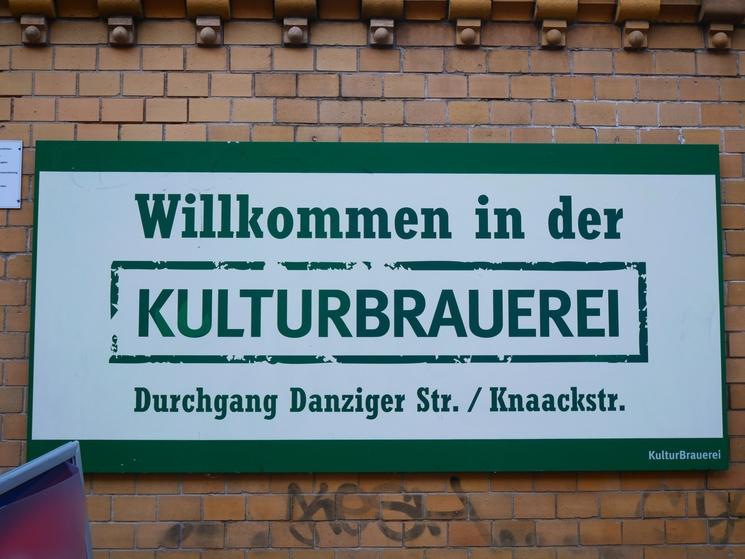 Willkommen in der
KULTURBRAUEREI
Durchgang Danziger Str. / Knaackstr.
KulturBrauerei